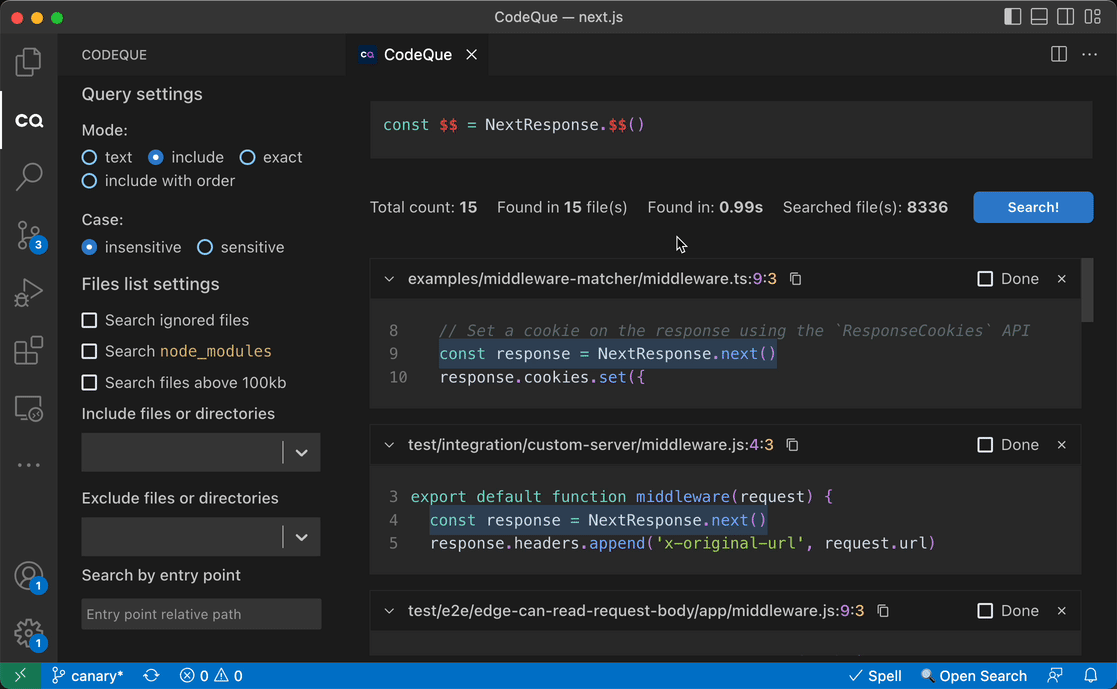 CodeQue — next.js
CODEQUE
CQ CodeQue
CQ
Query settings
Mode:
text include exact
include with order
Case:
insensitive sensitive
Files list settings
Search ignored files
Search node_modules
Search files above 100kb
Include files or directories
Exclude files or directories
Search by entry point
Entry point relative path
3
1
1
const $$ = NextResponse.$$()
Total count: 15 Found in 15 file(s) Found in: 0.99s Searched file(s): 8336 Search!
examples/middleware-matcher/middleware.ts:9:3 Done
8 // Set a cookie on the response using the `ResponseCookies` API
9 const response = NextResponse.next()
10 response.cookies.set({
test/integration/custom-server/middleware.js:4:3 Done
3 export default function middleware(request) {
4 const response = NextResponse.next()
5 response.headers.append('x-original-url', request.url)
test/e2e/edge-can-read-request-body/app/middleware.js:9:3 Done
canary* 0 0 Spell Open Search